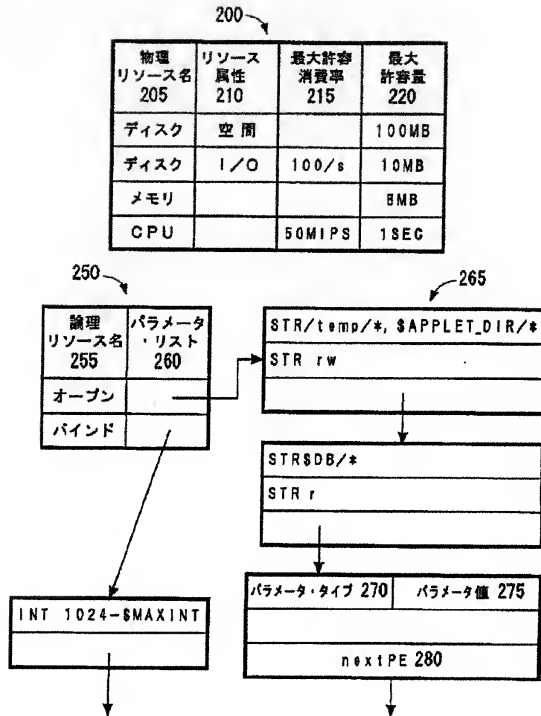 200
物理
リソース名
205
リソース
属性
210
最大許容
消費率
215
最大
許容量
220
ディスク 空間 100MB
ディスク I/O 100/s 10MB
メモリ 8MB
CPU 50MIPS 1SEC
250
265
論理
リソース名
255
パラメータ
・リスト
260
オープン
バインド
STR/temp/*, $APPLET_DIR/*
STR rw
STR$DB/*
STR r
パラメータ・タイプ 270 パラメータ値 275
nextPE 280
INT 1024-$MAXINT